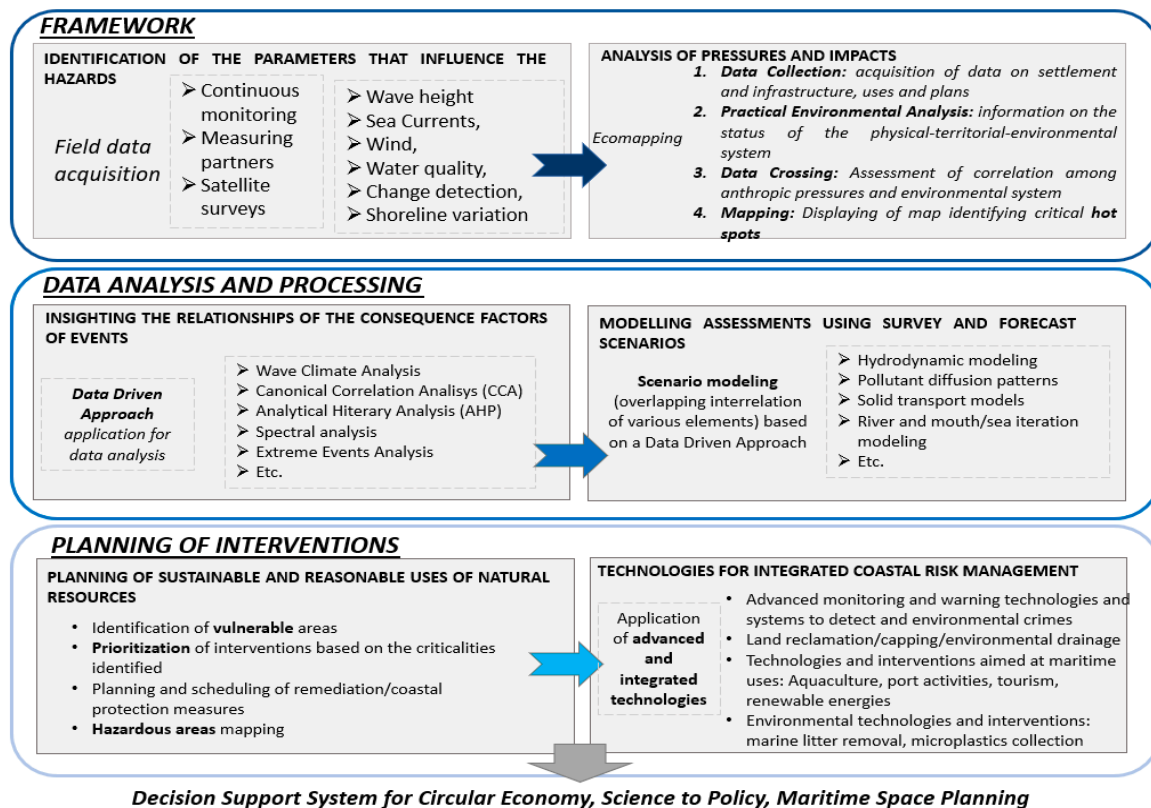 FRAMEWORK
IDENTIFICATION OF THE PARAMETERS THAT INFLUENCE THE
HAZARDS
Field data
acquisition
➢ Continuous
monitoring
➢ Measuring
partners
➢ Satellite
surveys
➢ Wave height
➢ Sea Currents,
➢ Wind,
➢ Water quality,
➢ Change detection,
➢ Shoreline variation
ANALYSIS OF PRESSURES AND IMPACTS
Ecomapping
1. Data Collection: acquisition of data on settlement
and infrastructure, uses and plans
2. Practical Environmental Analysis: information on the
status of the physical-territorial-environmental
system
3. Data Crossing: Assessment of correlation among
anthropic pressures and environmental system
4. Mapping: Displaying of map identifying critical hot
spots
DATA ANALYSIS AND PROCESSING
INSIGHTING THE RELATIONSHIPS OF THE CONSEQUENCE FACTORS
OF EVENTS
Data Driven
Approach
application for
data analysis
➢ Wave Climate Analysis
➢ Canonical Correlation Analisys (CCA)
➢ Analytical Hiterary Analysis (AHP)
➢ Spectral analysis
➢ Extreme Events Analysis
➢ Etc.
MODELLING ASSESSMENTS USING SURVEY AND FORECAST
SCENARIOS
Scenario modeling
(overlapping interrelation
of various elements) based
on a Data Driven Approach
➢ Hydrodynamic modeling
➢ Pollutant diffusion patterns
➢ Solid transport models
➢ River and mouth/sea iteration
modeling
➢ Etc.
PLANNING OF INTERVENTIONS
PLANNING OF SUSTAINABLE AND REASONABLE USES OF NATURAL
RESOURCES
• Identification of vulnerable areas
• Prioritization of interventions based on the criticalities
identified
• Planning and scheduling of remediation/coastal
protection measures
• Hazardous areas mapping
TECHNOLOGIES FOR INTEGRATED COASTAL RISK MANAGEMENT
Application
of advanced
and
integrated
technologies
• Advanced monitoring and warning technologies and
systems to detect and environmental crimes
• Land reclamation/capping/environmental drainage
• Technologies and interventions aimed at maritime
uses: Aquaculture, port activities, tourism,
renewable energies
• Environmental technologies and interventions:
marine litter removal, microplastics collection
Decision Support System for Circular Economy, Science to Policy, Maritime Space Planning